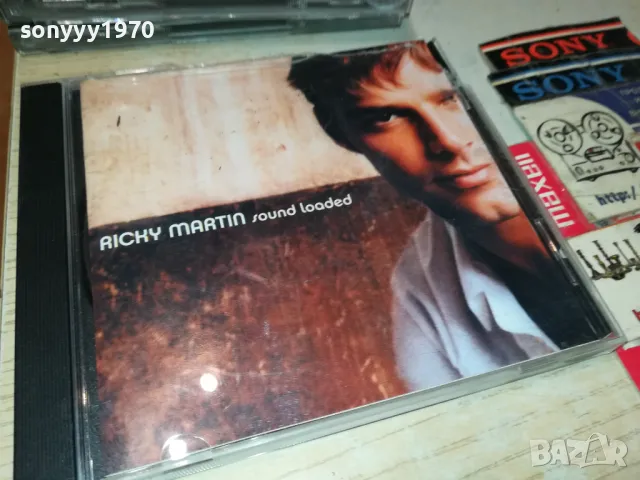 sonyyy1970
SONY
SONY
RICKY MARTIN sound loaded
maxell
http:/
BAZAR